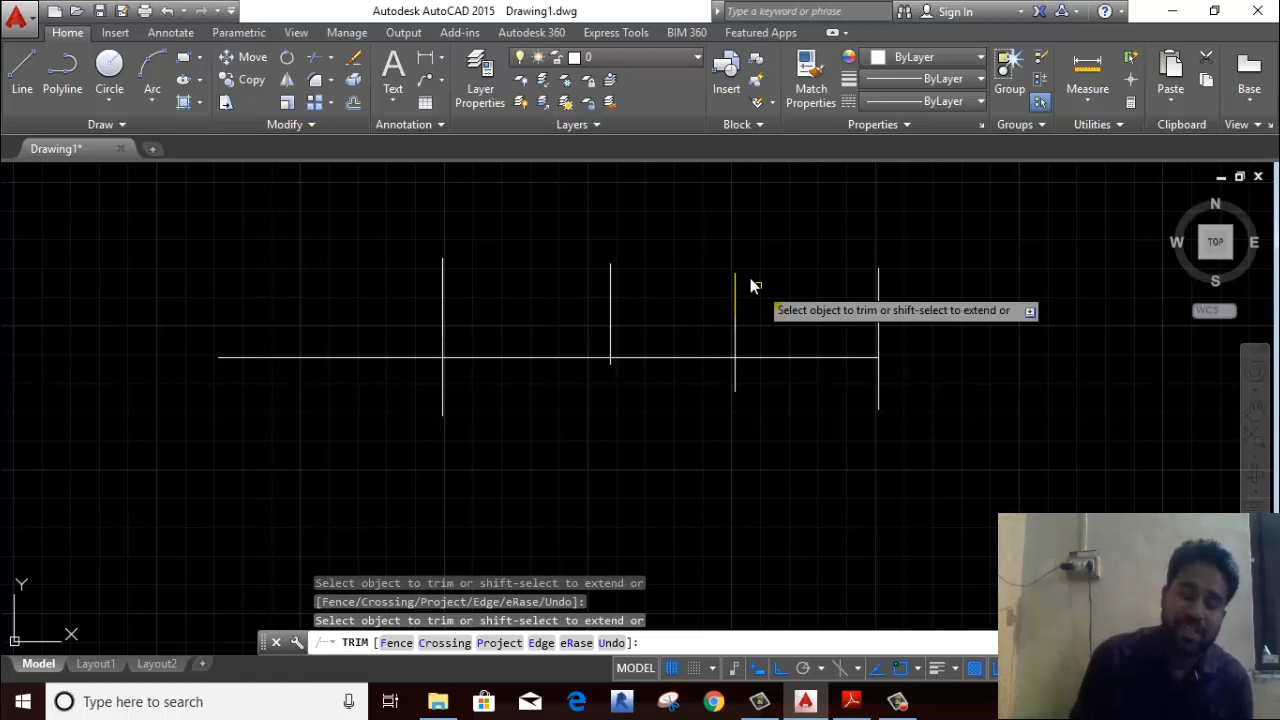 Autodesk AutoCAD 2015 Drawing1.dwg
Type a keyword or phrase
Sign In
Home Insert Annotate Parametric View Manage Output Add-ins Autodesk 360 Express Tools BIM 360 Featured Apps
Line Polyline Circle Arc
Move
Copy
Text
Layer
Properties
0
Insert
Match
Properties
ByLayer
ByLayer
ByLayer
Group
Measure
Paste
Base
Draw Modify Annotation Layers Block Properties Groups Utilities Clipboard View
Drawing1*
N
W TOP E
S
WCS
Select object to trim or shift-select to extend or
Y
X
Select object to trim or shift-select to extend or
[Fence/Crossing/Project/Edge/eRase/Undo]:
Select object to trim or shift-select to extend or
TRIM [Fence Crossing Project Edge eRase Undo]:
Model Layout1 Layout2
MODEL
Type here to search